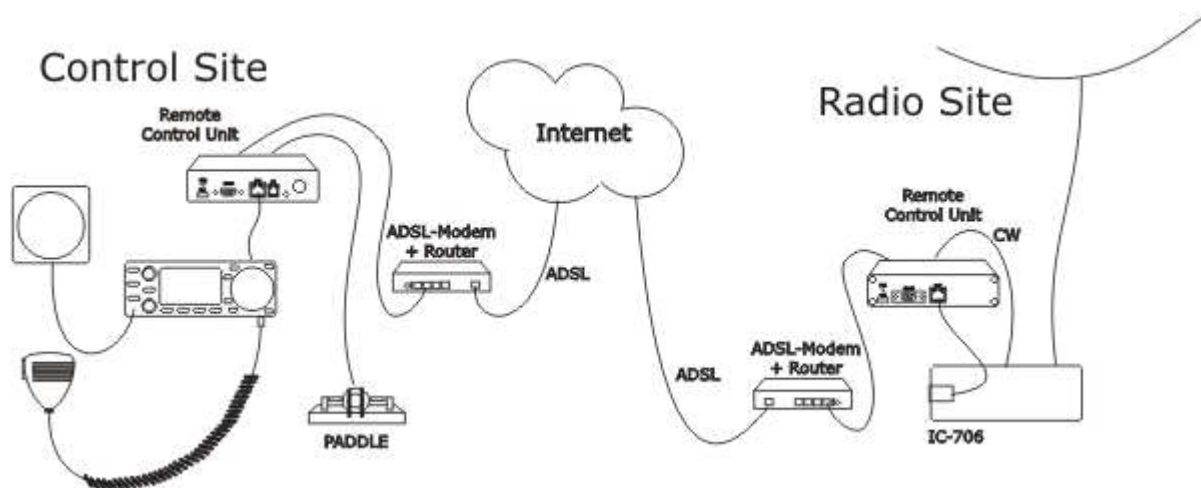 Control Site
Remote
Control Unit
ADSL-Modem
+ Router
ADSL
PADDLE
Internet
Radio Site
Remote
Control Unit
CW
ADSL
ADSL-Modem
+ Router
IC-706